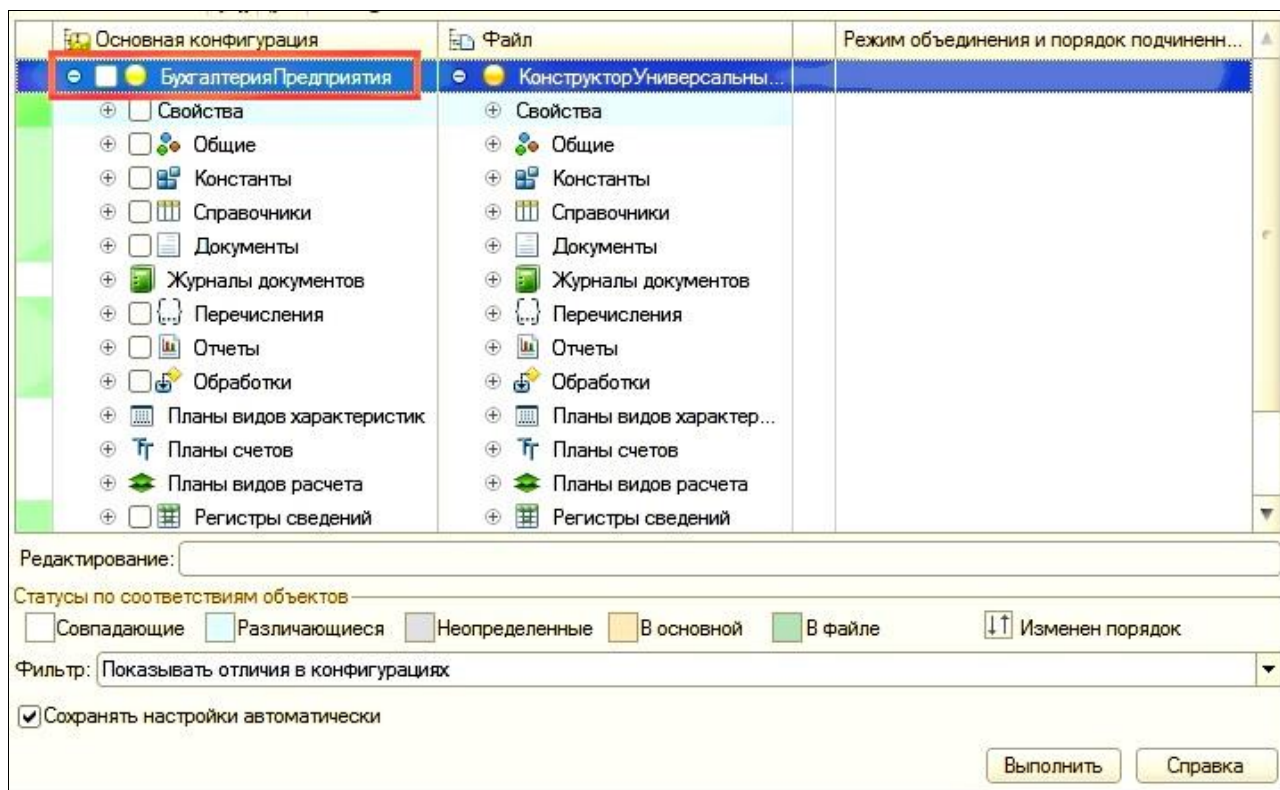 Основная конфигурация Файл Режим объединения и порядок подчиненн...
БухгалтерияПредприятия КонструкторУниверсальны...
Свойства Свойства
Общие Общие
Константы Константы
Справочники Справочники
Документы Документы
Журналы документов Журналы документов
Перечисления Перечисления
Отчеты Отчеты
Обработки Обработки
Планы видов характеристик Планы видов характер...
Планы счетов Планы счетов
Планы видов расчета Планы видов расчета
Регистры сведений Регистры сведений
Редактирование:
Статусы по соответствиям объектов
Совпадающие Различающиеся Неопределенные В основной В файле Изменен порядок
Фильтр: Показывать отличия в конфигурациях
Сохранять настройки автоматически
Выполнить Справка